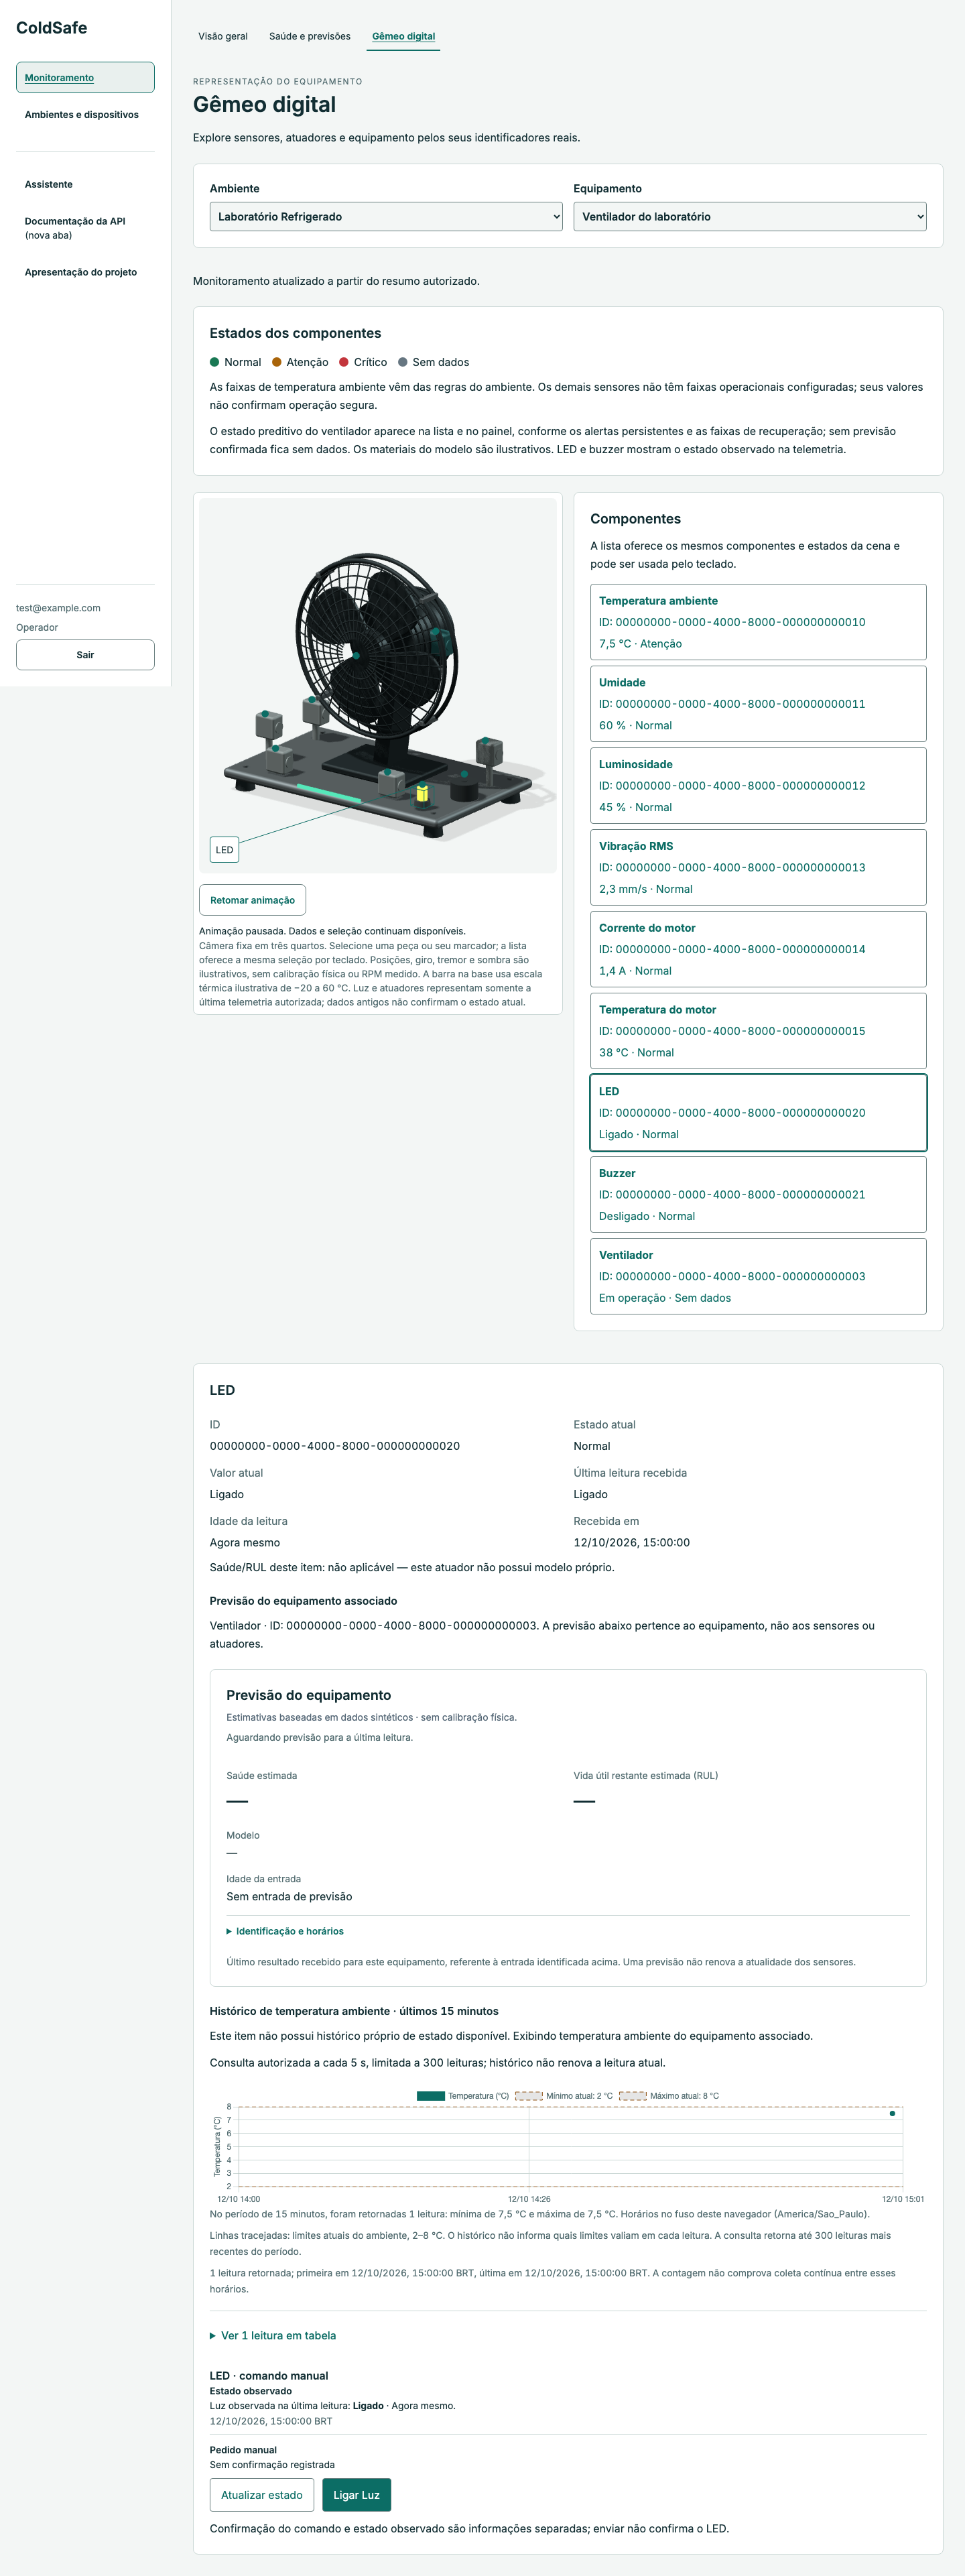 ColdSafe
Monitoramento
Ambientes e dispositivos
Assistente
Documentação da API
(nova aba)
Apresentação do projeto
test@example.com
Operador
Sair
Visão geral
Saúde e previsões
Gêmeo digital
REPRESENTAÇÃO DO EQUIPAMENTO
Gêmeo digital
Explore sensores, atuadores e equipamento pelos seus identificadores reais.
Ambiente
Laboratório Refrigerado
Equipamento
Ventilador do laboratório
Monitoramento atualizado a partir do resumo autorizado.
Estados dos componentes
Normal
Atenção
Crítico
Sem dados
As faixas de temperatura ambiente vêm das regras do ambiente. Os demais sensores não têm faixas operacionais configuradas; seus valores
não confirmam operação segura.
O estado preditivo do ventilador aparece na lista e no painel, conforme os alertas persistentes e as faixas de recuperação; sem previsão
confirmada fica sem dados. Os materiais do modelo são ilustrativos. LED e buzzer mostram o estado observado na telemetria.
LED
Retomar animação
Animação pausada. Dados e seleção continuam disponíveis.
Câmera fixa em três quartos. Selecione uma peça ou seu marcador; a lista
oferece a mesma seleção por teclado. Posições, giro, tremor e sombra são
ilustrativos, sem calibração física ou RPM medido. A barra na base usa escala
térmica ilustrativa de −20 a 60 °C. Luz e atuadores representam somente a
última telemetria autorizada; dados antigos não confirmam o estado atual.
Componentes
A lista oferece os mesmos componentes e estados da cena e
pode ser usada pelo teclado.
Temperatura ambiente
ID: 00000000-0000-4000-8000-000000000010
7,5 °C · Atenção
Umidade
ID: 00000000-0000-4000-8000-000000000011
60 % · Normal
Luminosidade
ID: 00000000-0000-4000-8000-000000000012
45 % · Normal
Vibração RMS
ID: 00000000-0000-4000-8000-000000000013
2,3 mm/s · Normal
Corrente do motor
ID: 00000000-0000-4000-8000-000000000014
1,4 A · Normal
Temperatura do motor
ID: 00000000-0000-4000-8000-000000000015
38 °C · Normal
LED
ID: 00000000-0000-4000-8000-000000000020
Ligado · Normal
Buzzer
ID: 00000000-0000-4000-8000-000000000021
Desligado · Normal
Ventilador
ID: 00000000-0000-4000-8000-000000000003
Em operação · Sem dados
LED
ID
00000000-0000-4000-8000-000000000020
Estado atual
Normal
Valor atual
Ligado
Última leitura recebida
Ligado
Idade da leitura
Agora mesmo
Recebida em
12/10/2026, 15:00:00
Saúde/RUL deste item: não aplicável — este atuador não possui modelo próprio.
Previsão do equipamento associado
Ventilador · ID: 00000000-0000-4000-8000-000000000003. A previsão abaixo pertence ao equipamento, não aos sensores ou
atuadores.
Previsão do equipamento
Estimativas baseadas em dados sintéticos · sem calibração física.
Aguardando previsão para a última leitura.
Saúde estimada
—
Vida útil restante estimada (RUL)
—
Modelo
—
Idade da entrada
Sem entrada de previsão
Identificação e horários
Último resultado recebido para este equipamento, referente à entrada identificada acima. Uma previsão não renova a atualidade dos sensores.
Histórico de temperatura ambiente · últimos 15 minutos
Este item não possui histórico próprio de estado disponível. Exibindo temperatura ambiente do equipamento associado.
Consulta autorizada a cada 5 s, limitada a 300 leituras; histórico não renova a leitura atual.
Temperatura (°C)
Mínimo atual: 2 °C
Máximo atual: 8 °C
Temperatura (°C)
8
7
6
5
4
3
2
12/10 14:00
12/10 14:26
12/10 15:01
No período de 15 minutos, foram retornadas 1 leitura: mínima de 7,5 °C e máxima de 7,5 °C. Horários no fuso deste navegador (America/Sao_Paulo).
Linhas tracejadas: limites atuais do ambiente, 2–8 °C. O histórico não informa quais limites valiam em cada leitura. A consulta retorna até 300 leituras mais
recentes do período.
1 leitura retornada; primeira em 12/10/2026, 15:00:00 BRT, última em 12/10/2026, 15:00:00 BRT. A contagem não comprova coleta contínua entre esses
horários.
Ver 1 leitura em tabela
LED · comando manual
Estado observado
Luz observada na última leitura: Ligado · Agora mesmo.
12/10/2026, 15:00:00 BRT
Pedido manual
Sem confirmação registrada
Atualizar estado
Ligar Luz
Confirmação do comando e estado observado são informações separadas; enviar não confirma o LED.